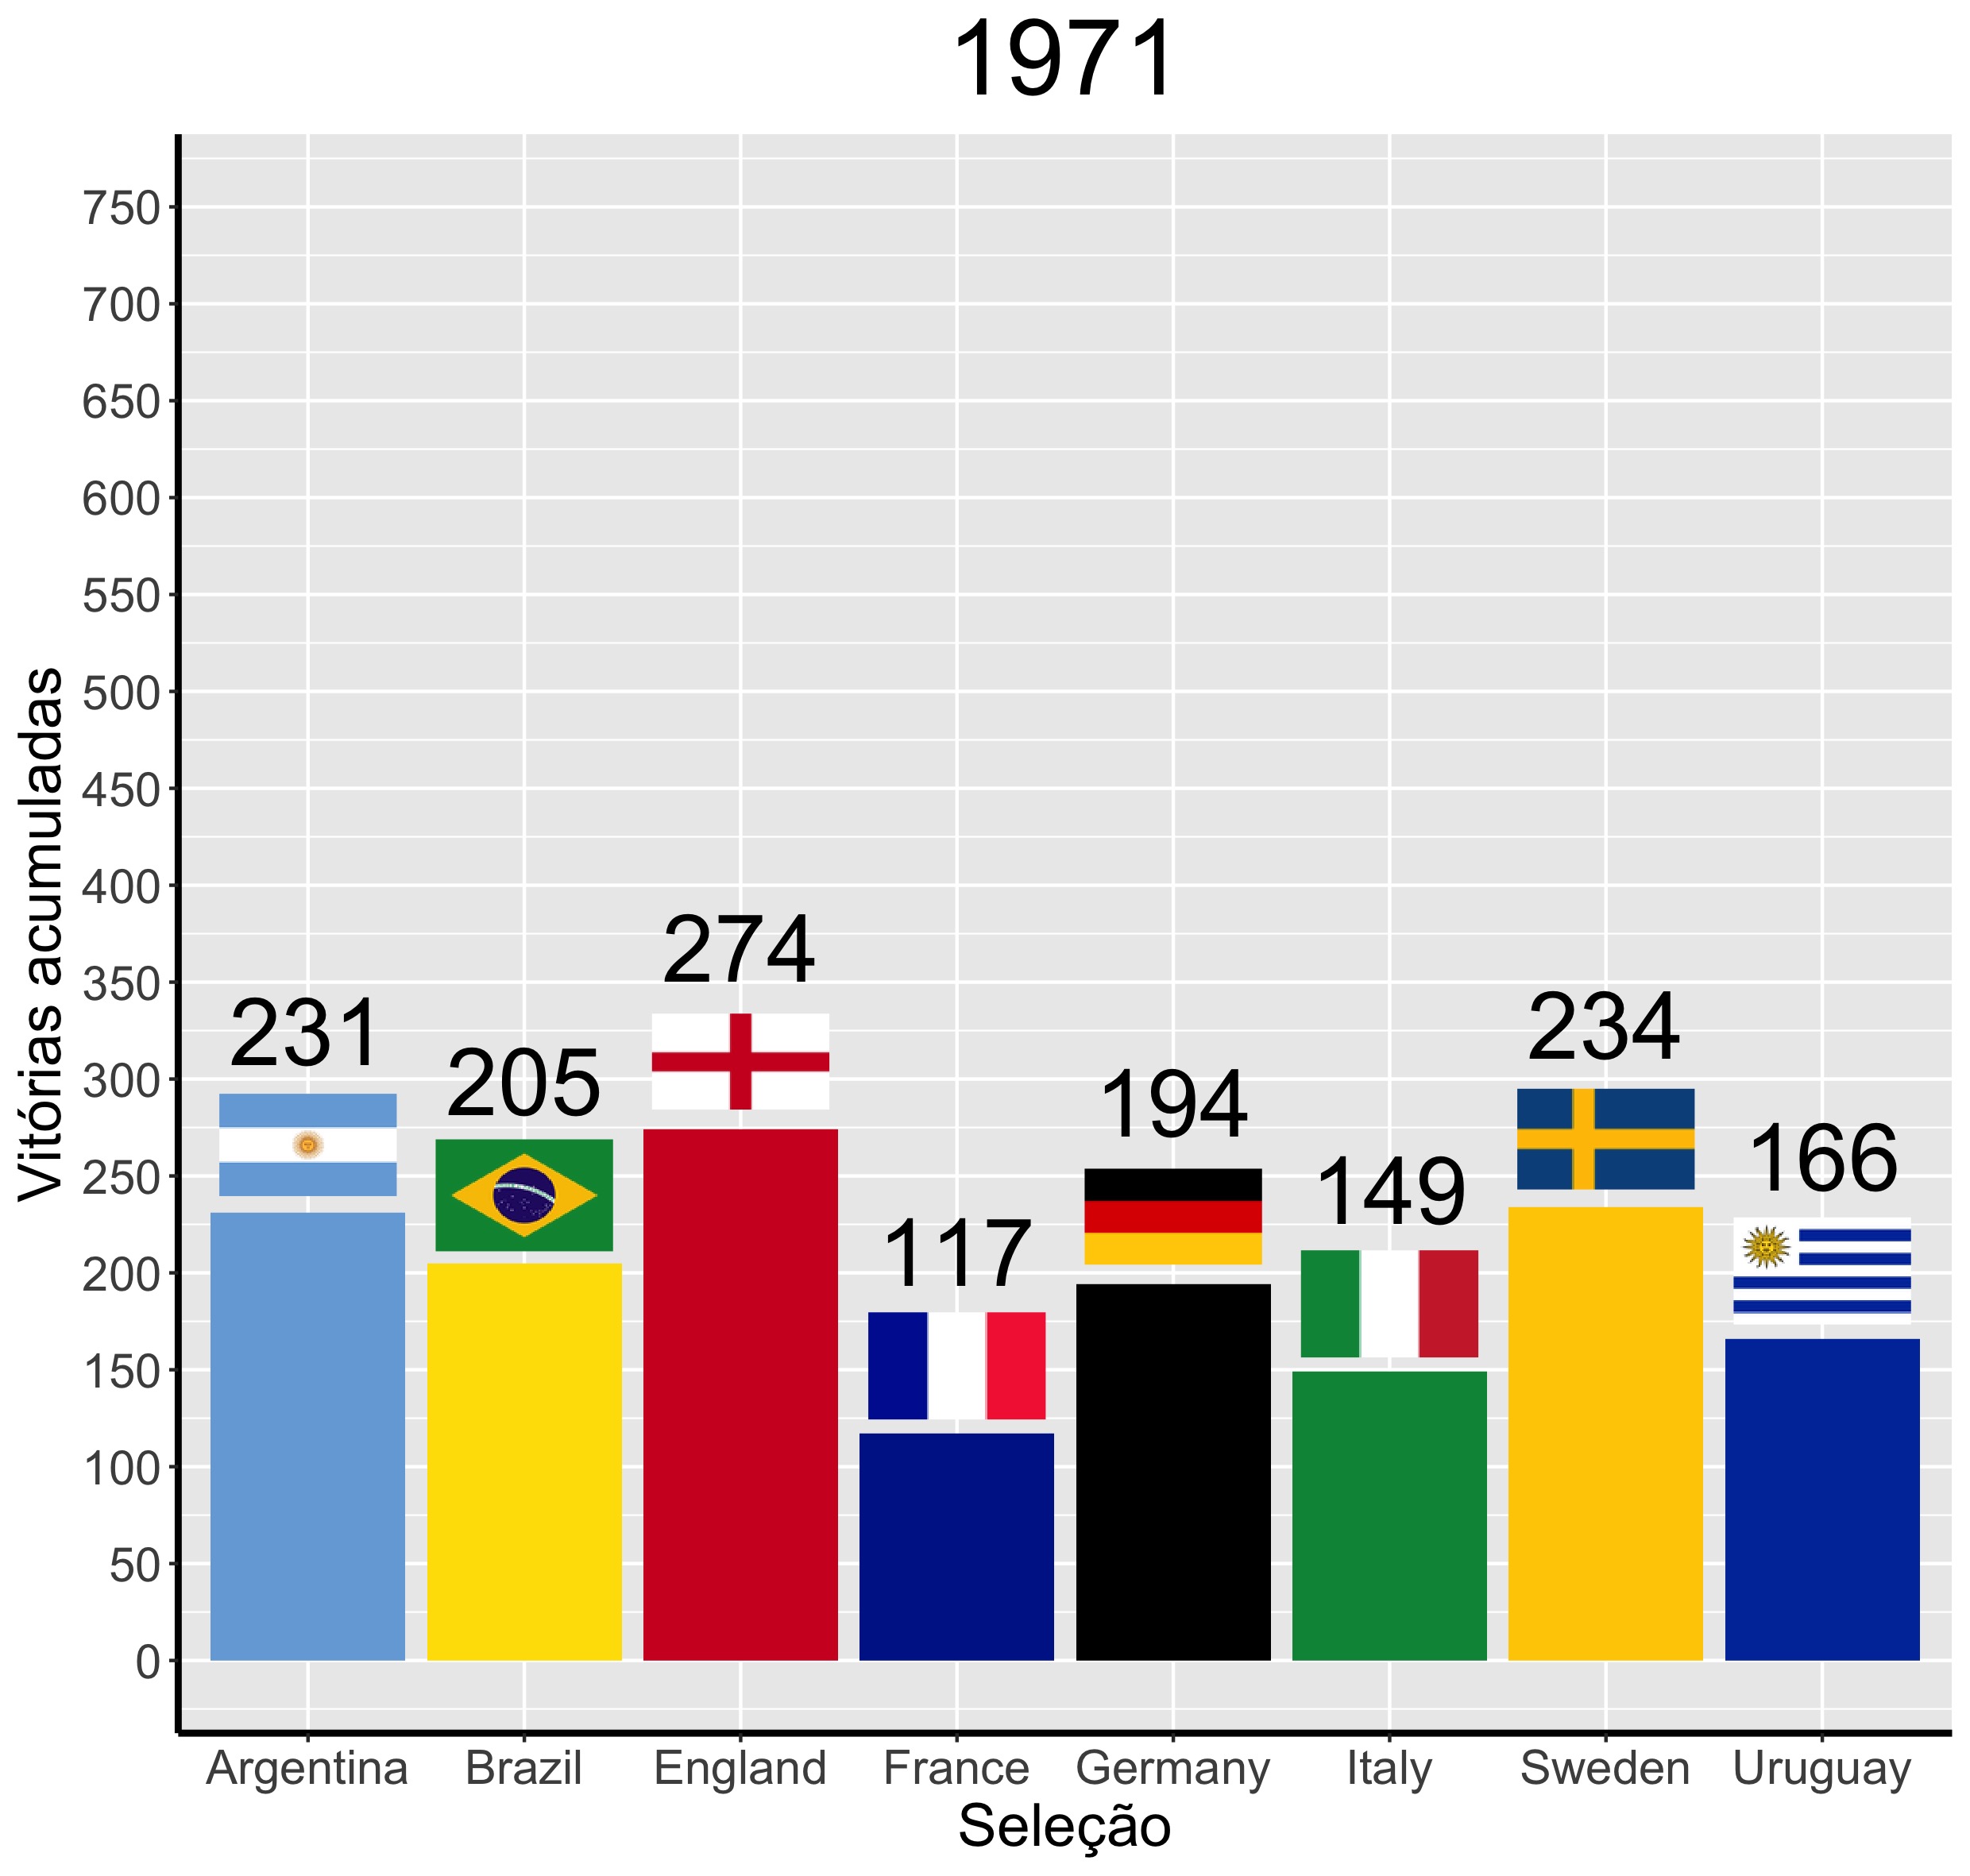 1971
750
700
650
600
550
500
450
400
350
300
250
200
150
100
50
0
Vitórias acumuladas
231
205
274
117
194
149
234
166
Argentina
Brazil
England
France
Germany
Italy
Sweden
Uruguay
Seleção